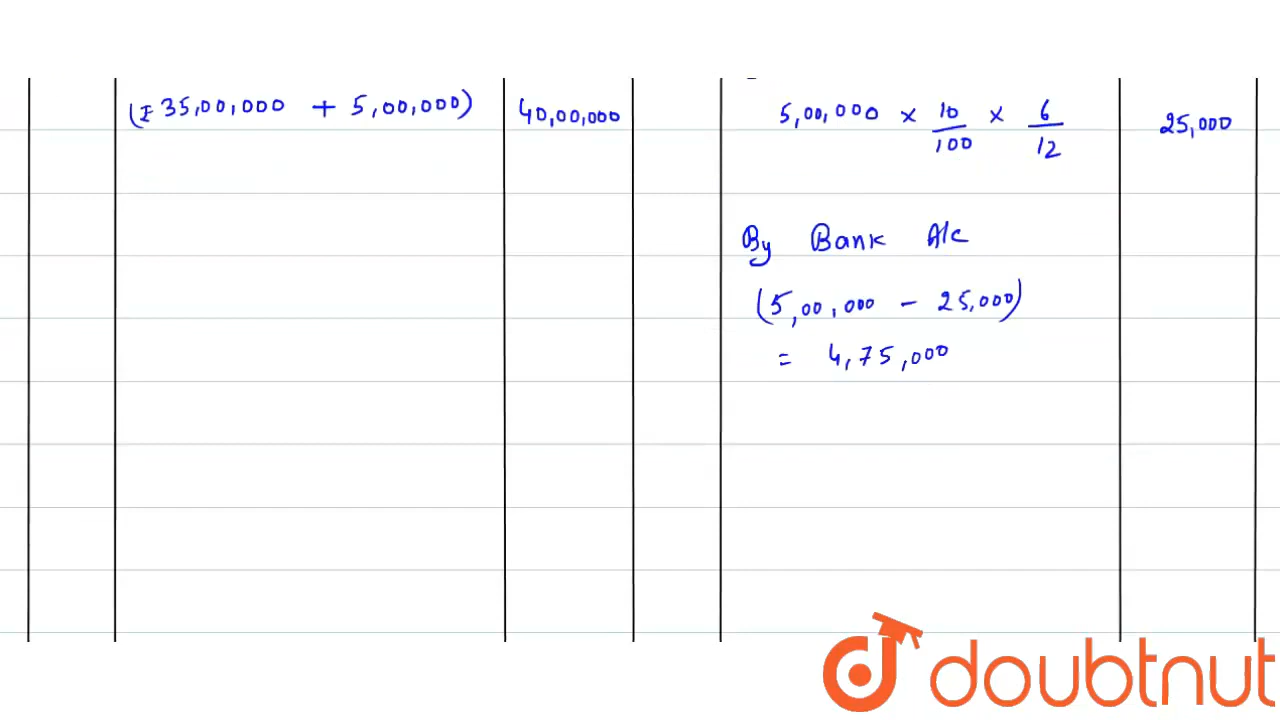 (₹ 35,00,000 + 5,00,000) 40,00,000
5,00,000 × 10/100 × 6/12 25,000
By Bank A/c
(5,00,000 - 25,000)
= 4,75,000
doubtnut